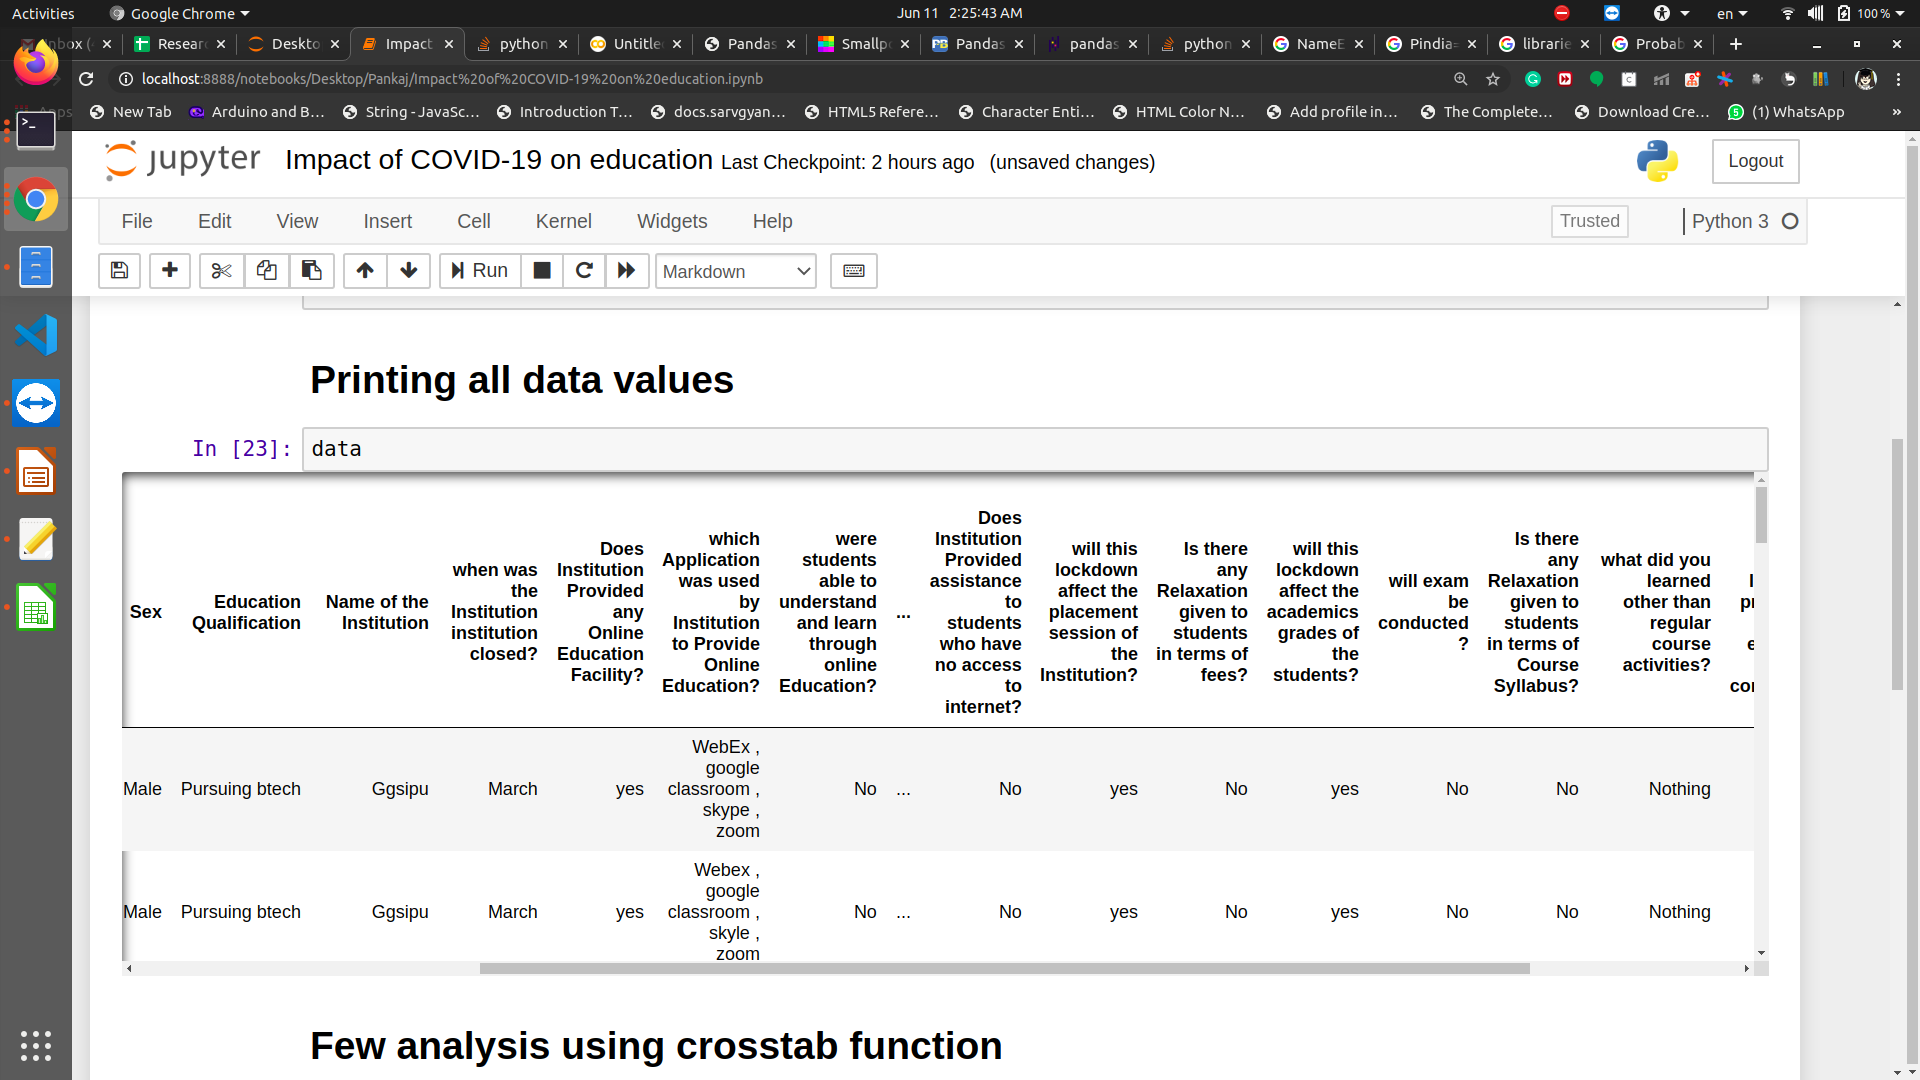 Activities
Google Chrome
Jun 11 2:25:43 AM
en
100 %
Inbox (
Resear
Deskto
Impact
python
Untitle
Pandas
Smallp
Pandas
pandas
python
NameE
Pindia=
librarie
Probab
localhost:8888/notebooks/Desktop/Pankaj/Impact%20of%20COVID-19%20on%20education.ipynb
Apps
New Tab
Arduino and B…
String - JavaSc…
Introduction T…
docs.sarvgyan…
HTML5 Refere…
Character Enti…
HTML Color N…
Add profile in…
The Complete…
Download Cre…
(1) WhatsApp
»
jupyter
Impact of COVID-19 on education Last Checkpoint: 2 hours ago (unsaved changes)
Logout
File Edit View Insert Cell Kernel Widgets Help
Trusted
Python 3
Run
Markdown
Printing all data values
In [23]: data
Sex
Education
Qualification
Name of the
Institution
when was
the
Institution
institution
closed?
Does
Institution
Provided
any
Online
Education
Facility?
which
Application
was used
by
Institution
to Provide
Online
Education?
were
students
able to
understand
and learn
through
online
Education?
...
Does
Institution
Provided
assistance
to
students
who have
no access
to
internet?
will this
lockdown
affect the
placement
session of
the
Institution?
Is there
any
Relaxation
given to
students
in terms of
fees?
will this
lockdown
affect the
academics
grades of
the
students?
will exam
be
conducted
?
Is there
any
Relaxation
given to
students
in terms of
Course
Syllabus?
what did you
learned
other than
regular
course
activities?
Male Pursuing btech Ggsipu March yes
WebEx ,
google
classroom ,
skype ,
zoom
No ... No yes No yes No No Nothing
Male Pursuing btech Ggsipu March yes
Webex ,
google
classroom ,
skyle ,
zoom
No ... No yes No yes No No Nothing
Few analysis using crosstab function